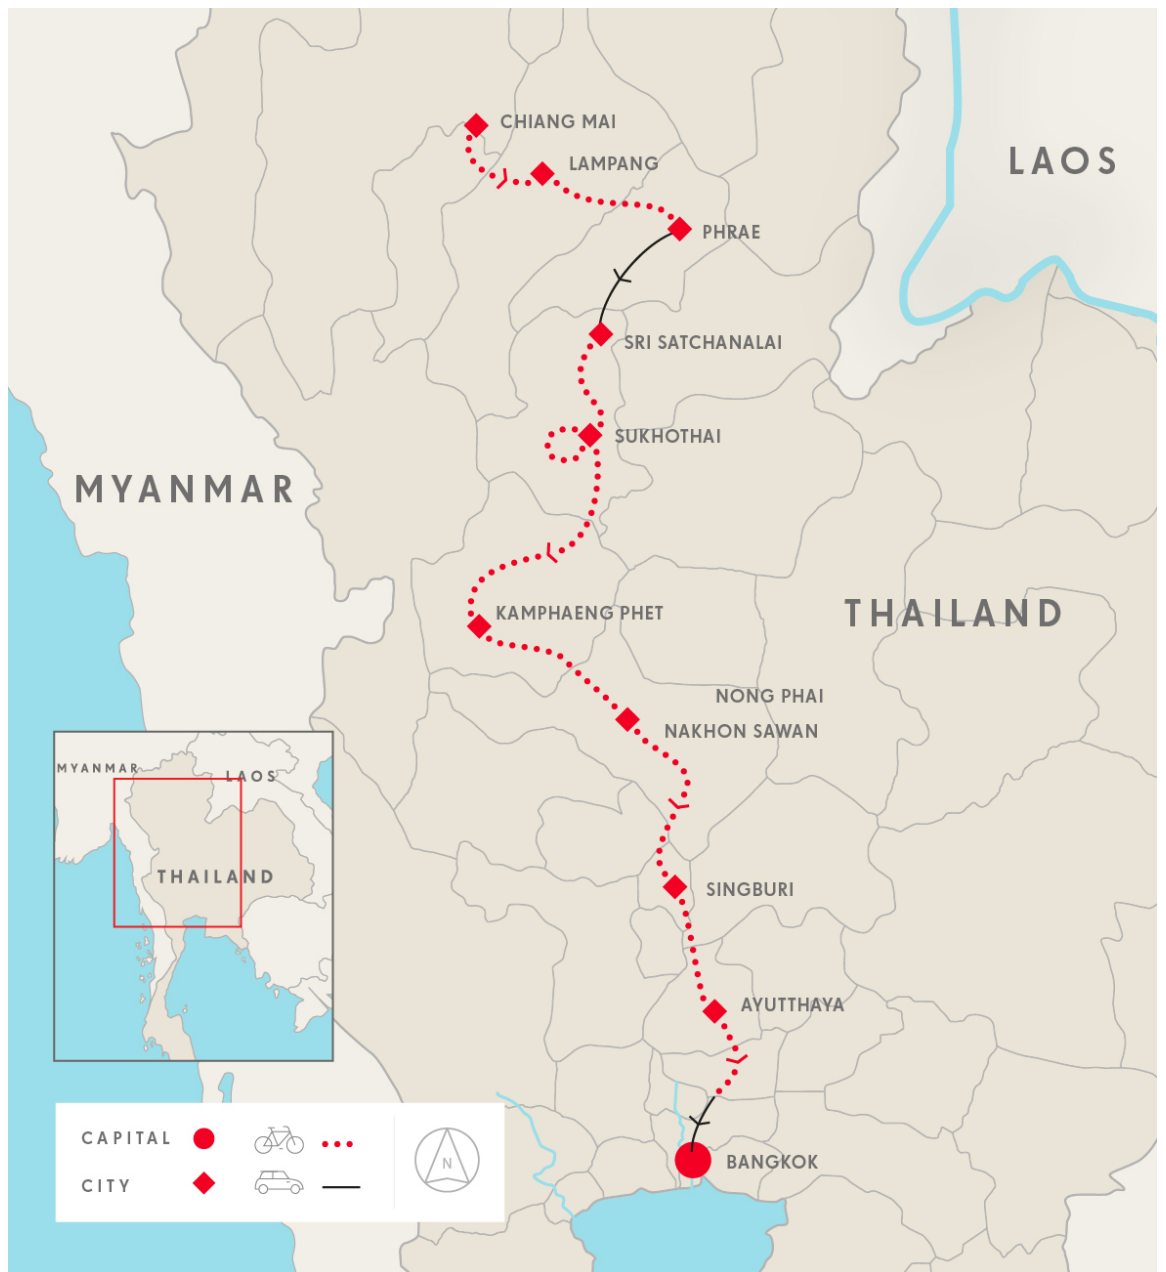 CHIANG MAI
LAMPANG
LAOS
PHRAE
SRI SATCHANALAI
SUKHOTHAI
MYANMAR
KAMPHAENG PHET
THAILAND
NONG PHAI
NAKHON SAWAN
MYANMAR
LAOS
THAILAND
SINGBURI
AYUTTHAYA
CAPITAL
CITY
N
BANGKOK